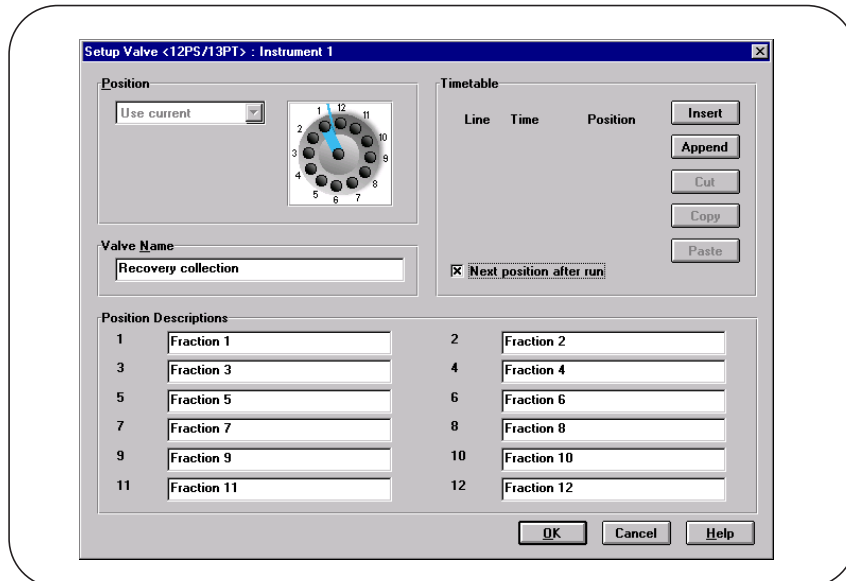 Setup Valve <12PS/13PT> : Instrument 1
Position
Use current
1 12 11 10 9 8 7 6 5 4 3 2
Timetable
Line Time Position
Insert
Append
Cut
Copy
Paste
Next position after run
Valve Name
Recovery collection
Position Descriptions
1 Fraction 1 2 Fraction 2
3 Fraction 3 4 Fraction 4
5 Fraction 5 6 Fraction 6
7 Fraction 7 8 Fraction 8
9 Fraction 9 10 Fraction 10
11 Fraction 11 12 Fraction 12
OK Cancel Help